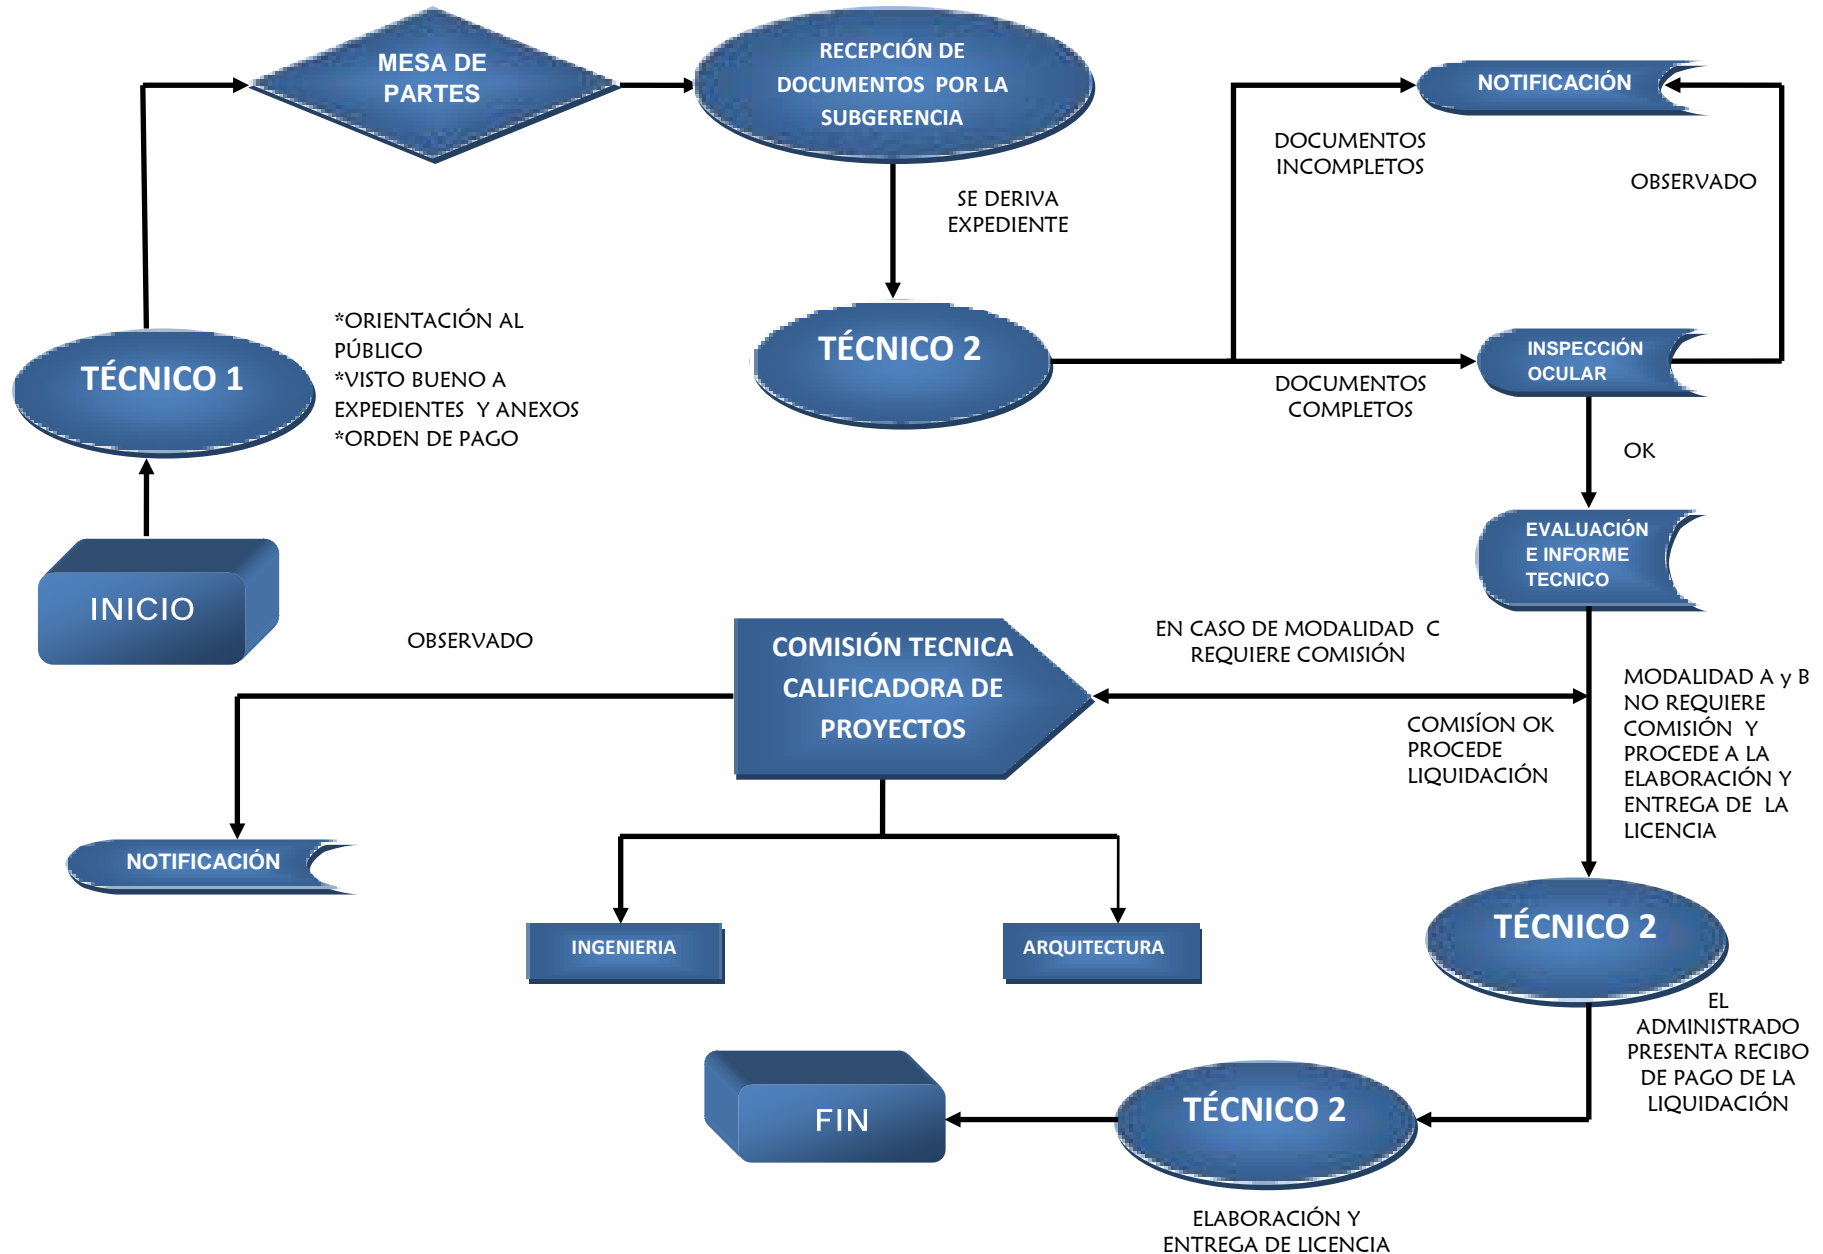 MESA DE
PARTES
RECEPCIÓN DE
DOCUMENTOS POR LA
SUBGERENCIA
NOTIFICACIÓN
DOCUMENTOS
INCOMPLETOS
OBSERVADO
SE DERIVA
EXPEDIENTE
TÉCNICO 1
*ORIENTACIÓN AL
PÚBLICO
*VISTO BUENO A
EXPEDIENTES Y ANEXOS
*ORDEN DE PAGO
TÉCNICO 2
DOCUMENTOS
COMPLETOS
INSPECCIÓN
OCULAR
OK
EVALUACIÓN
E INFORME
TECNICO
INICIO
OBSERVADO
COMISIÓN TECNICA
CALIFICADORA DE
PROYECTOS
EN CASO DE MODALIDAD C
REQUIERE COMISIÓN
COMISÍON OK
PROCEDE
LIQUIDACIÓN
MODALIDAD A y B
NO REQUIERE
COMISIÓN Y
PROCEDE A LA
ELABORACIÓN Y
ENTREGA DE LA
LICENCIA
NOTIFICACIÓN
INGENIERIA
ARQUITECTURA
TÉCNICO 2
EL
ADMINISTRADO
PRESENTA RECIBO
DE PAGO DE LA
LIQUIDACIÓN
FIN
TÉCNICO 2
ELABORACIÓN Y
ENTREGA DE LICENCIA